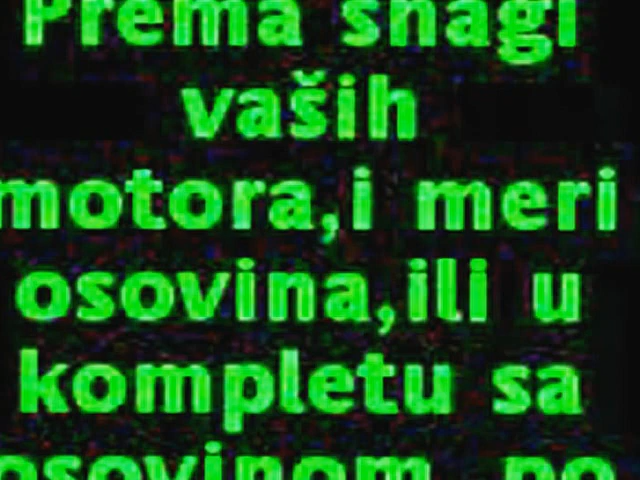 Prema snagi
vaših
motora,i meri
osovina,ili u
kompletu sa
osovinom po